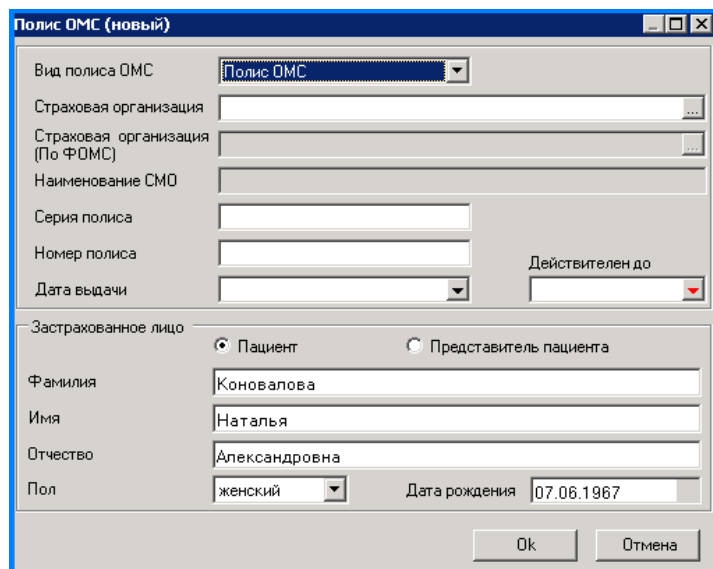 Полис ОМС (новый)
Вид полиса ОМС Полис ОМС
Страховая организация ...
Страховая организация ...
(По ФОМС)
Наименование СМО
Серия полиса
Номер полиса
Действителен до
Дата выдачи
Застрахованное лицо
Пациент Представитель пациента
Фамилия Коновалова
Имя Наталья
Отчество Александровна
Пол женский Дата рождения 07.06.1967
Ok Отмена